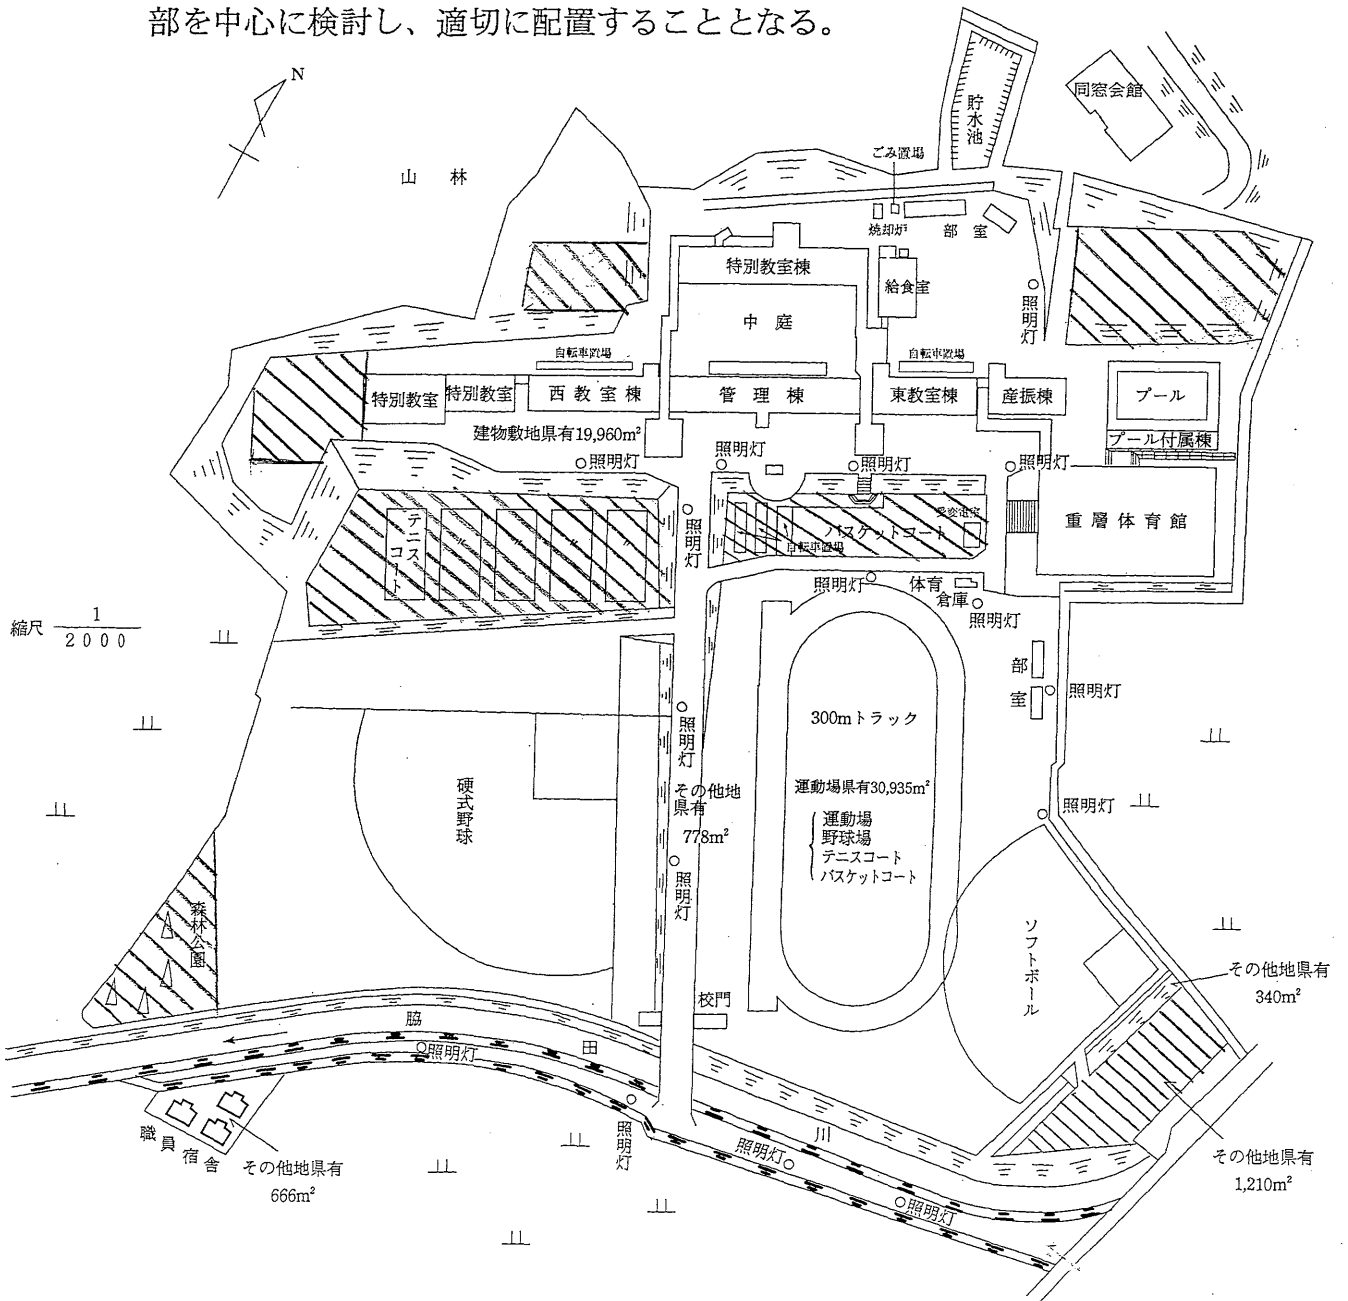 部を中心に検討し、適切に配置することとなる。
N
山 林
貯水池
同窓会館
ごみ置場
焼却炉
部 室
特別教室棟
給食室
照明灯
中 庭
自転車置場
自転車置場
特別教室
特別教室
西教室棟
管理棟
東教室棟
産振棟
プール
プール付属棟
建物敷地県有19,960m²
照明灯
照明灯
照明灯
照明灯
重層体育館
テニスコート
〃
〃
〃
〃
照明灯
バスケットコート
自転車置場
照明灯
体育倉庫
照明灯
縮尺 1/2000
部室
照明灯
300mトラック
照明灯
硬式野球
その他地
県有
778m²
運動場県有30,935m²
運動場
野球場
テニスコート
バスケットコート
照明灯
照明灯
森林公園
ソフトボール
その他地県有
340m²
校門
脇田川
照明灯
職員宿舎
その他地県有
666m²
照明灯
照明灯
照明灯
その他地県有
1,210m²